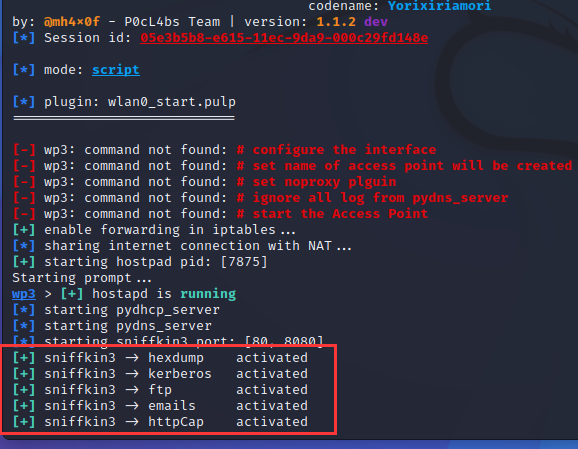 codename: Yorixiriamori
by: @mh4x0f - P0cL4bs Team | version: 1.1.2 dev
[*] Session id: 05e3b5b8-e615-11ec-9da9-000c29fd148e
[*] mode: script
[*] plugin: wlan0_start.pulp
============================
[-] wp3: command not found: # configure the interface
[-] wp3: command not found: # set name of access point will be created
[-] wp3: command not found: # set noproxy plguin
[-] wp3: command not found: # ignore all log from pydns_server
[-] wp3: command not found: # start the Access Point
[+] enable forwarding in iptables...
[*] sharing internet connection with NAT...
[+] starting hostpad pid: [7875]
Starting prompt...
wp3 > [+] hostapd is running
[*] starting pydhcp_server
[*] starting pydns_server
[*] starting sniffkin3 port: [80, 8080]
[+] sniffkin3 -> hexdump activated
[+] sniffkin3 -> kerberos activated
[+] sniffkin3 -> ftp activated
[+] sniffkin3 -> emails activated
[+] sniffkin3 -> httpCap activated